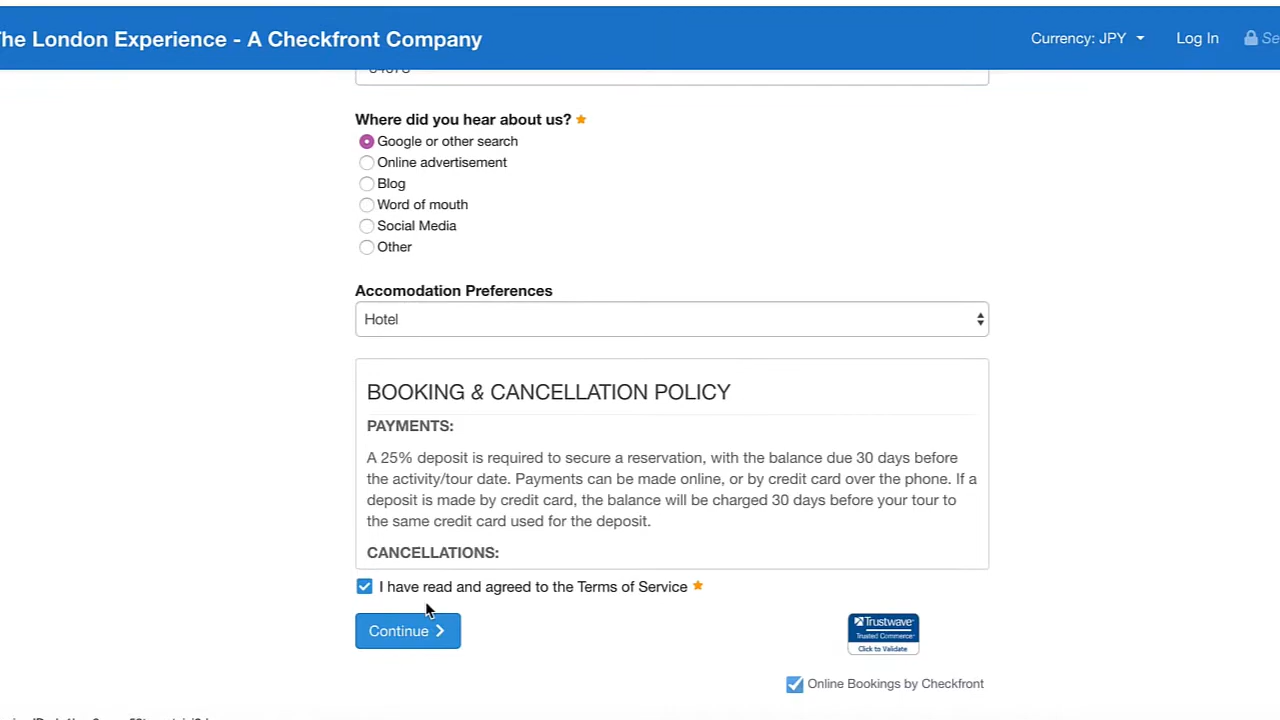 The London Experience - A Checkfront Company
Currency: JPY
Log In
Se
Where did you hear about us?
Google or other search
Online advertisement
Blog
Word of mouth
Social Media
Other
Accomodation Preferences
Hotel
BOOKING & CANCELLATION POLICY
PAYMENTS:
A 25% deposit is required to secure a reservation, with the balance due 30 days before
the activity/tour date. Payments can be made online, or by credit card over the phone. If a
deposit is made by credit card, the balance will be charged 30 days before your tour to
the same credit card used for the deposit.
CANCELLATIONS:
I have read and agreed to the Terms of Service
Continue
Trustwave
Trusted Commerce
Click to Validate
Online Bookings by Checkfront